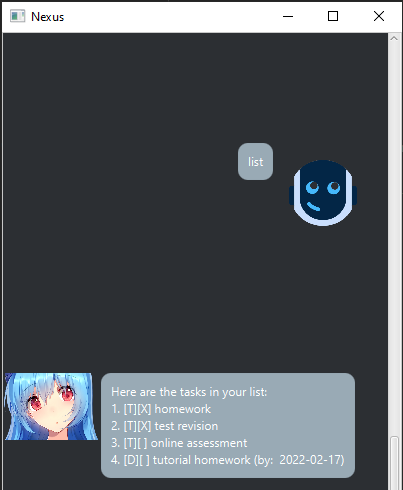 Nexus
list
Here are the tasks in your list:
1. [T][X] homework
2. [T][X] test revision
3. [T][ ] online assessment
4. [D][ ] tutorial homework (by:  2022-02-17)